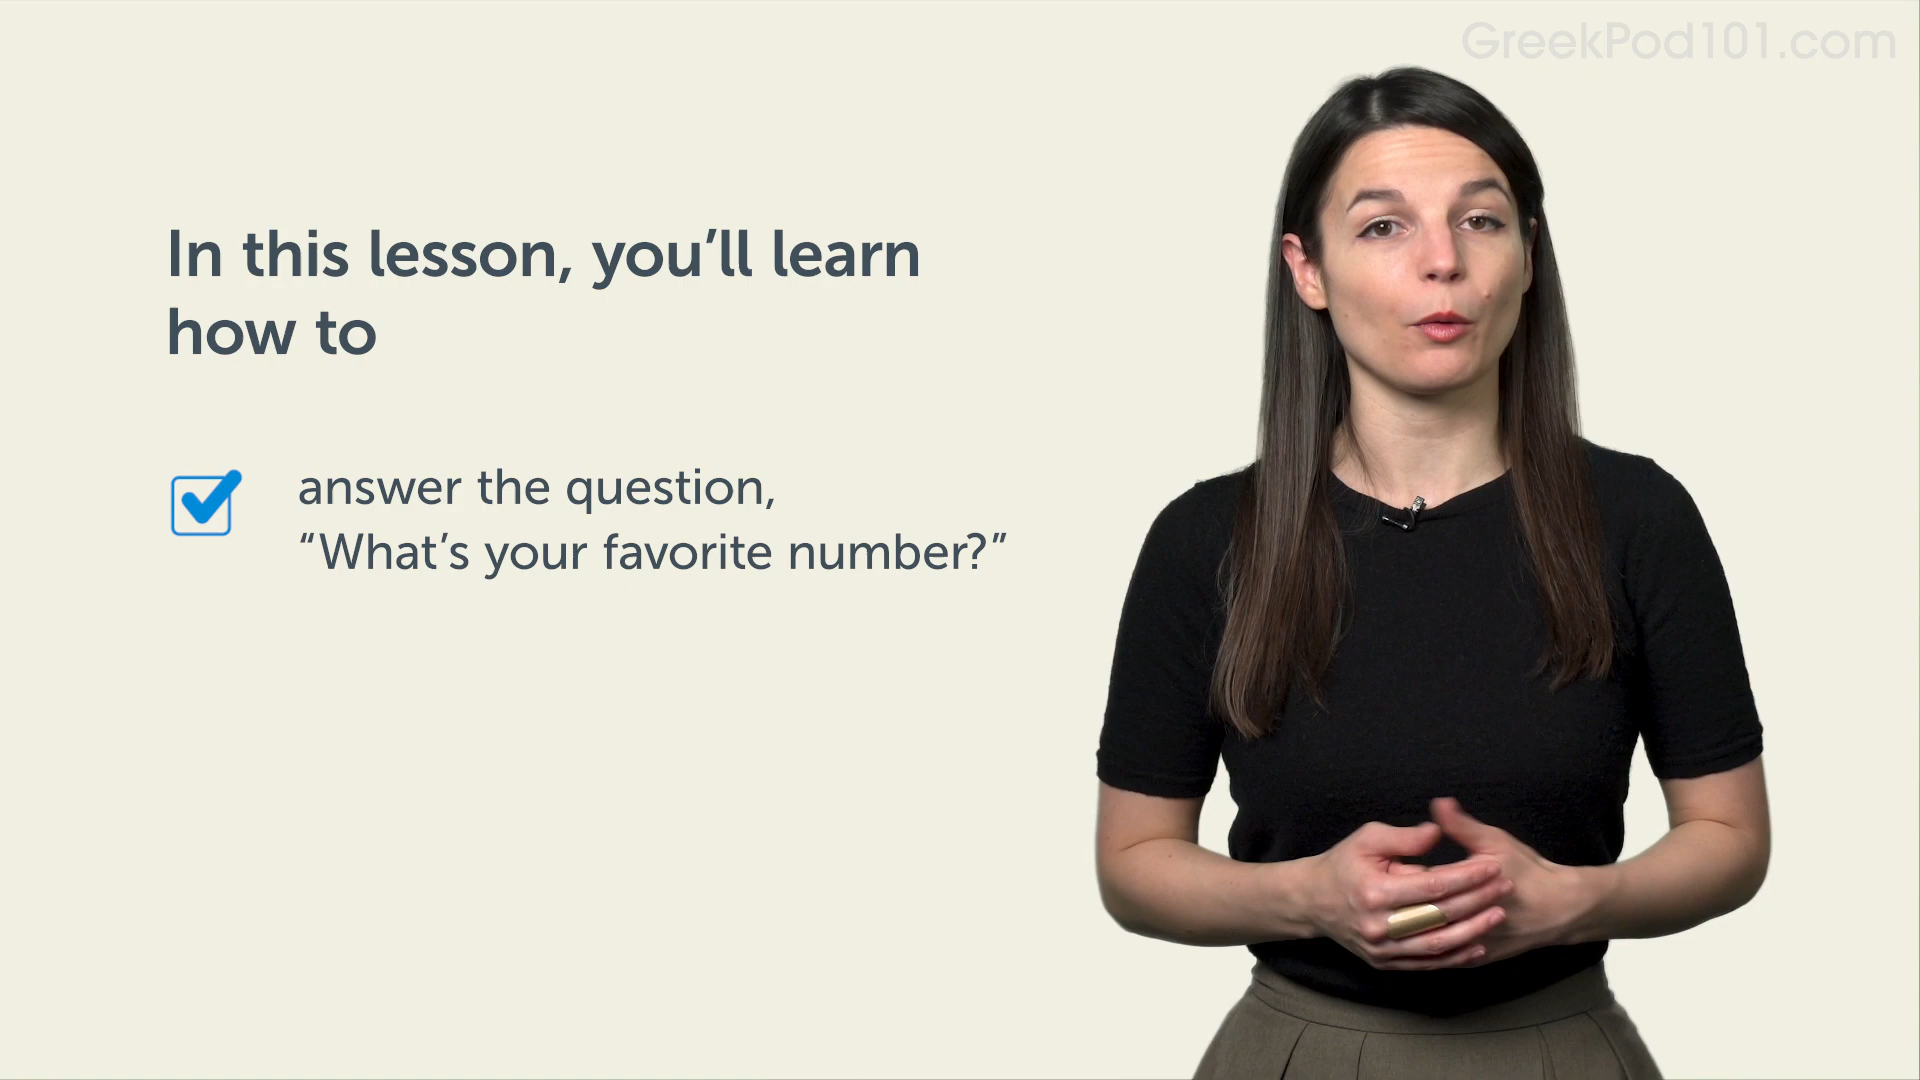 GreekPod101.com
In this lesson, you’ll learn
how to
answer the question,
“What’s your favorite number?”